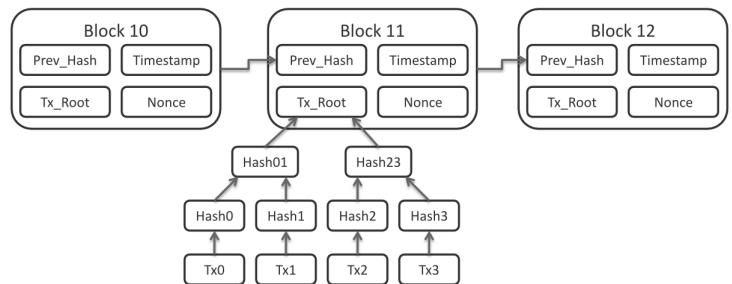 Block 10
Block 11
Block 12
Prev_Hash Timestamp
Prev_Hash Timestamp
Prev_Hash Timestamp
Tx_Root Nonce
Tx_Root Nonce
Tx_Root Nonce
Hash01 Hash23
Hash0 Hash1 Hash2 Hash3
Tx0 Tx1 Tx2 Tx3